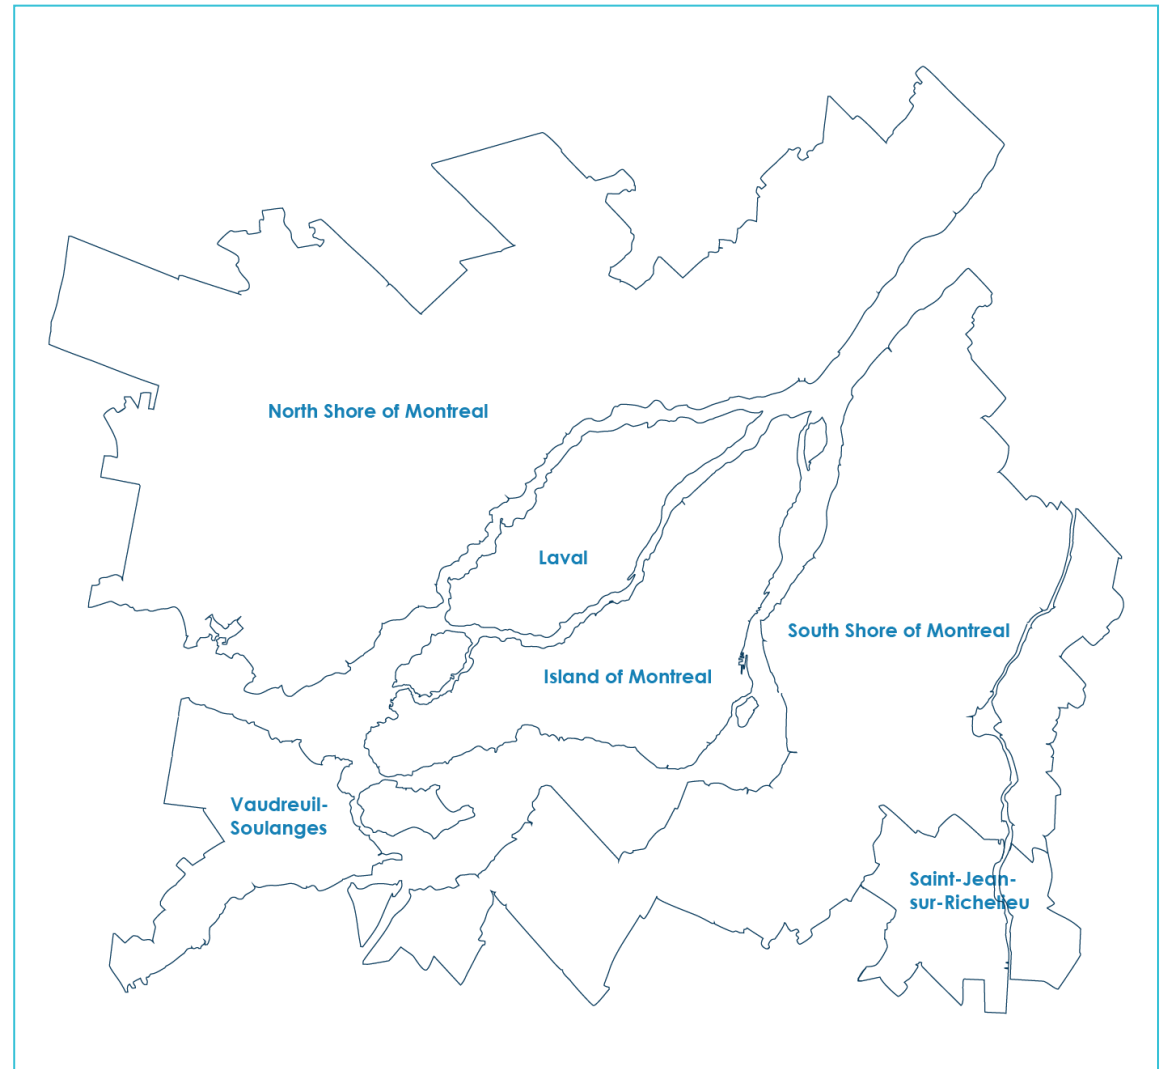 North Shore of Montreal
Laval
South Shore of Montreal
Island of Montreal
Vaudreuil-
Soulanges
Saint-Jean-
sur-Richelieu